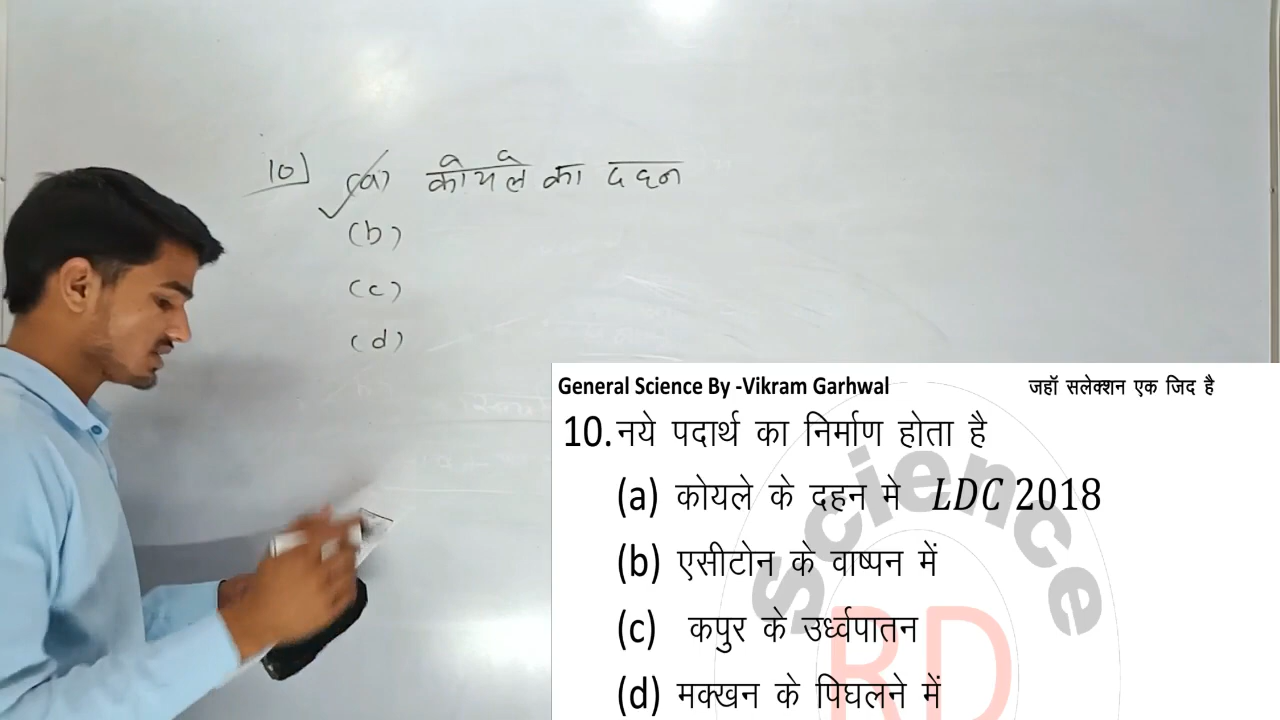 10) (a) कोयले का दहन
(b)
(c)
(d)
General Science By -Vikram Garhwal
जहाॅ सलेक्शन एक जिद है
10.नये पदार्थ का निर्माण होता है
(a) कोयले के दहन मे LDC 2018
(b) एसीटोन के वाष्पन में
(c) कपुर के उर्ध्वपातन
(d) मक्खन के पिघलने में
Science
RD